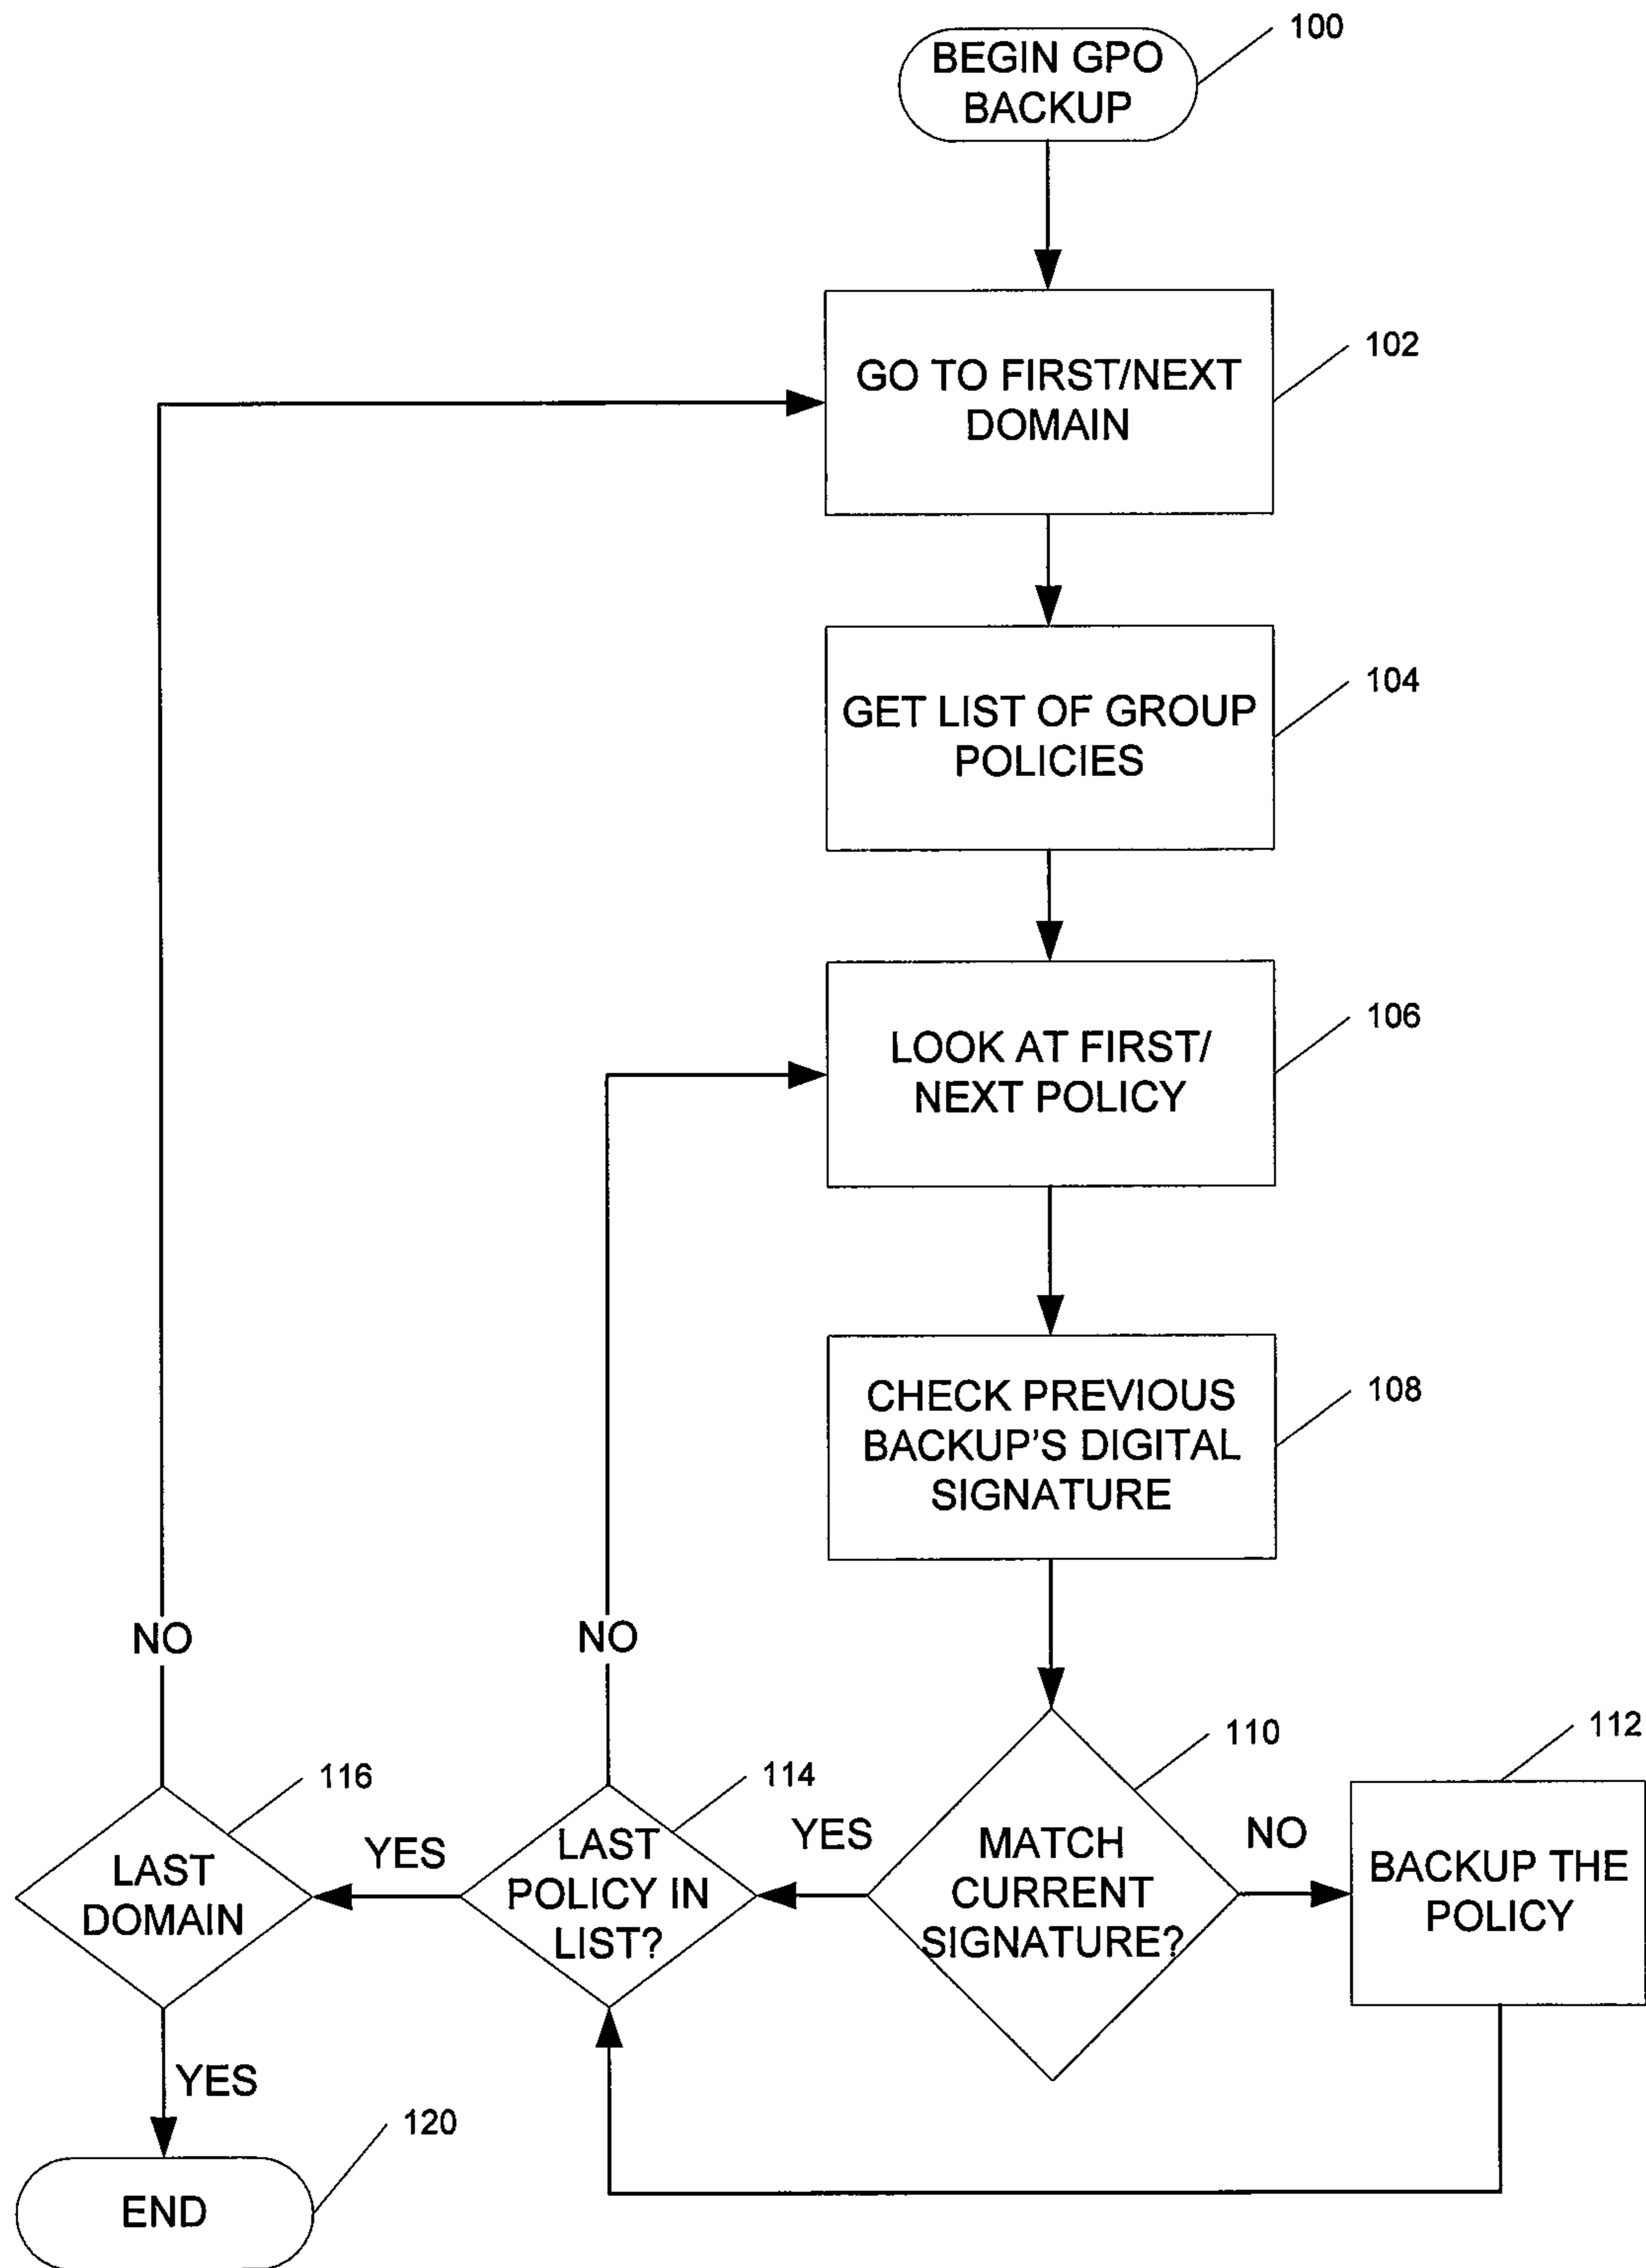 BEGIN GPO
BACKUP
100
GO TO FIRST/NEXT
DOMAIN
102
GET LIST OF GROUP
POLICIES
104
LOOK AT FIRST/
NEXT POLICY
106
CHECK PREVIOUS
BACKUP'S DIGITAL
SIGNATURE
108
MATCH
CURRENT
SIGNATURE?
110
NO
BACKUP THE
POLICY
112
YES
LAST
POLICY IN
LIST?
114
NO
YES
LAST
DOMAIN
116
NO
YES
END
120